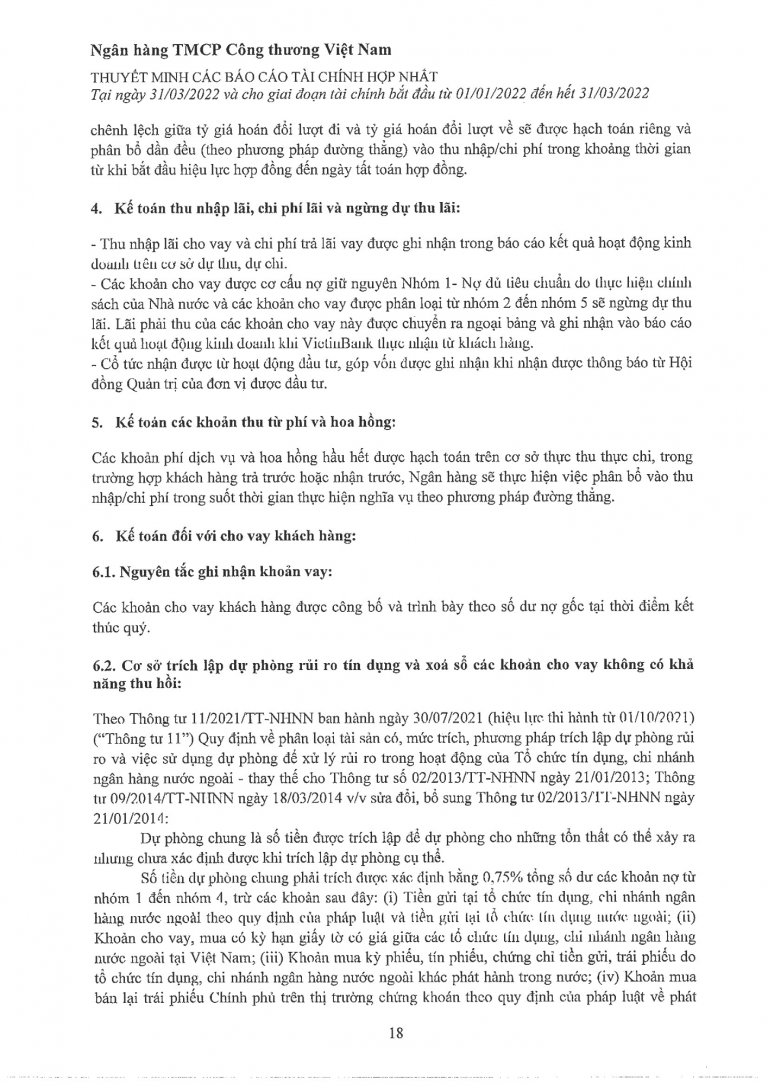 Ngân hàng TMCP Công thương Việt Nam
THUYẾT MINH CÁC BÁO CÁO TÀI CHÍNH HỢP NHẤT
Tại ngày 31/03/2022 và cho giai đoạn tài chính bắt đầu từ 01/01/2022 đến hết 31/03/2022
chênh lệch giữa tỷ giá hoán đổi lượt đi và tỷ giá hoán đổi lượt về sẽ được hạch toán riêng và
phân bổ dần đều (theo phương pháp đường thẳng) vào thu nhập/chi phí trong khoảng thời gian
từ khi bắt đầu hiệu lực hợp đồng đến ngày tất toán hợp đồng.
4. Kế toán thu nhập lãi, chi phí lãi và ngừng dự thu lãi:
- Thu nhập lãi cho vay và chi phí trả lãi vay được ghi nhận trong báo cáo kết quả hoạt động kinh
doanh trên cơ sở dự thu, dự chi.
- Các khoản cho vay được cơ cấu nợ giữ nguyên Nhóm 1- Nợ đủ tiêu chuẩn do thực hiện chính
sách của Nhà nước và các khoản cho vay được phân loại từ nhóm 2 đến nhóm 5 sẽ ngừng dự thu
lãi. Lãi phải thu của các khoản cho vay này được chuyển ra ngoại bảng và ghi nhận vào báo cáo
kết quả hoạt động kinh doanh khi VietinBank thực nhận từ khách hàng.
- Cổ tức nhận được từ hoạt động đầu tư, góp vốn được ghi nhận khi nhận được thông báo từ Hội
đồng Quản trị của đơn vị được đầu tư.
5. Kế toán các khoản thu từ phí và hoa hồng:
Các khoản phí dịch vụ và hoa hồng hầu hết được hạch toán trên cơ sở thực thu thực chi, trong
trường hợp khách hàng trả trước hoặc nhận trước, Ngân hàng sẽ thực hiện việc phân bổ vào thu
nhập/chi phí trong suốt thời gian thực hiện nghĩa vụ theo phương pháp đường thẳng.
6. Kế toán đối với cho vay khách hàng:
6.1. Nguyên tắc ghi nhận khoản vay:
Các khoản cho vay khách hàng được công bố và trình bày theo số dư nợ gốc tại thời điểm kết
thúc quý.
6.2. Cơ sở trích lập dự phòng rủi ro tín dụng và xoá sổ các khoản cho vay không có khả
năng thu hồi:
Theo Thông tư 11/2021/TT-NHNN ban hành ngày 30/07/2021 (hiệu lực thi hành từ 01/10/2021)
(“Thông tư 11”) Quy định về phân loại tài sản có, mức trích, phương pháp trích lập dự phòng rủi
ro và việc sử dụng dự phòng để xử lý rủi ro trong hoạt động của Tổ chức tín dụng, chi nhánh
ngân hàng nước ngoài - thay thế cho Thông tư số 02/2013/TT-NHNN ngày 21/01/2013; Thông
tư 09/2014/TT-NHNN ngày 18/03/2014 v/v sửa đổi, bổ sung Thông tư 02/2013/TT-NHNN ngày
21/01/2014:
Dự phòng chung là số tiền được trích lập để dự phòng cho những tổn thất có thể xảy ra
nhưng chưa xác định được khi trích lập dự phòng cụ thể.
Số tiền dự phòng chung phải trích được xác định bằng 0,75% tổng số dư các khoản nợ từ
nhóm 1 đến nhóm 4, trừ các khoản sau đây: (i) Tiền gửi tại tổ chức tín dụng, chi nhánh ngân
hàng nước ngoài theo quy định của pháp luật và tiền gửi tại tổ chức tín dụng nước ngoài; (ii)
Khoản cho vay, mua có kỳ hạn giấy tờ có giá giữa các tổ chức tín dụng, chi nhánh ngân hàng
nước ngoài tại Việt Nam; (iii) Khoản mua kỳ phiếu, tín phiếu, chứng chỉ tiền gửi, trái phiếu do
tổ chức tín dụng, chi nhánh ngân hàng nước ngoài khác phát hành trong nước; (iv) Khoản mua
bán lại trái phiếu Chính phủ trên thị trường chứng khoán theo quy định của pháp luật về phát
18